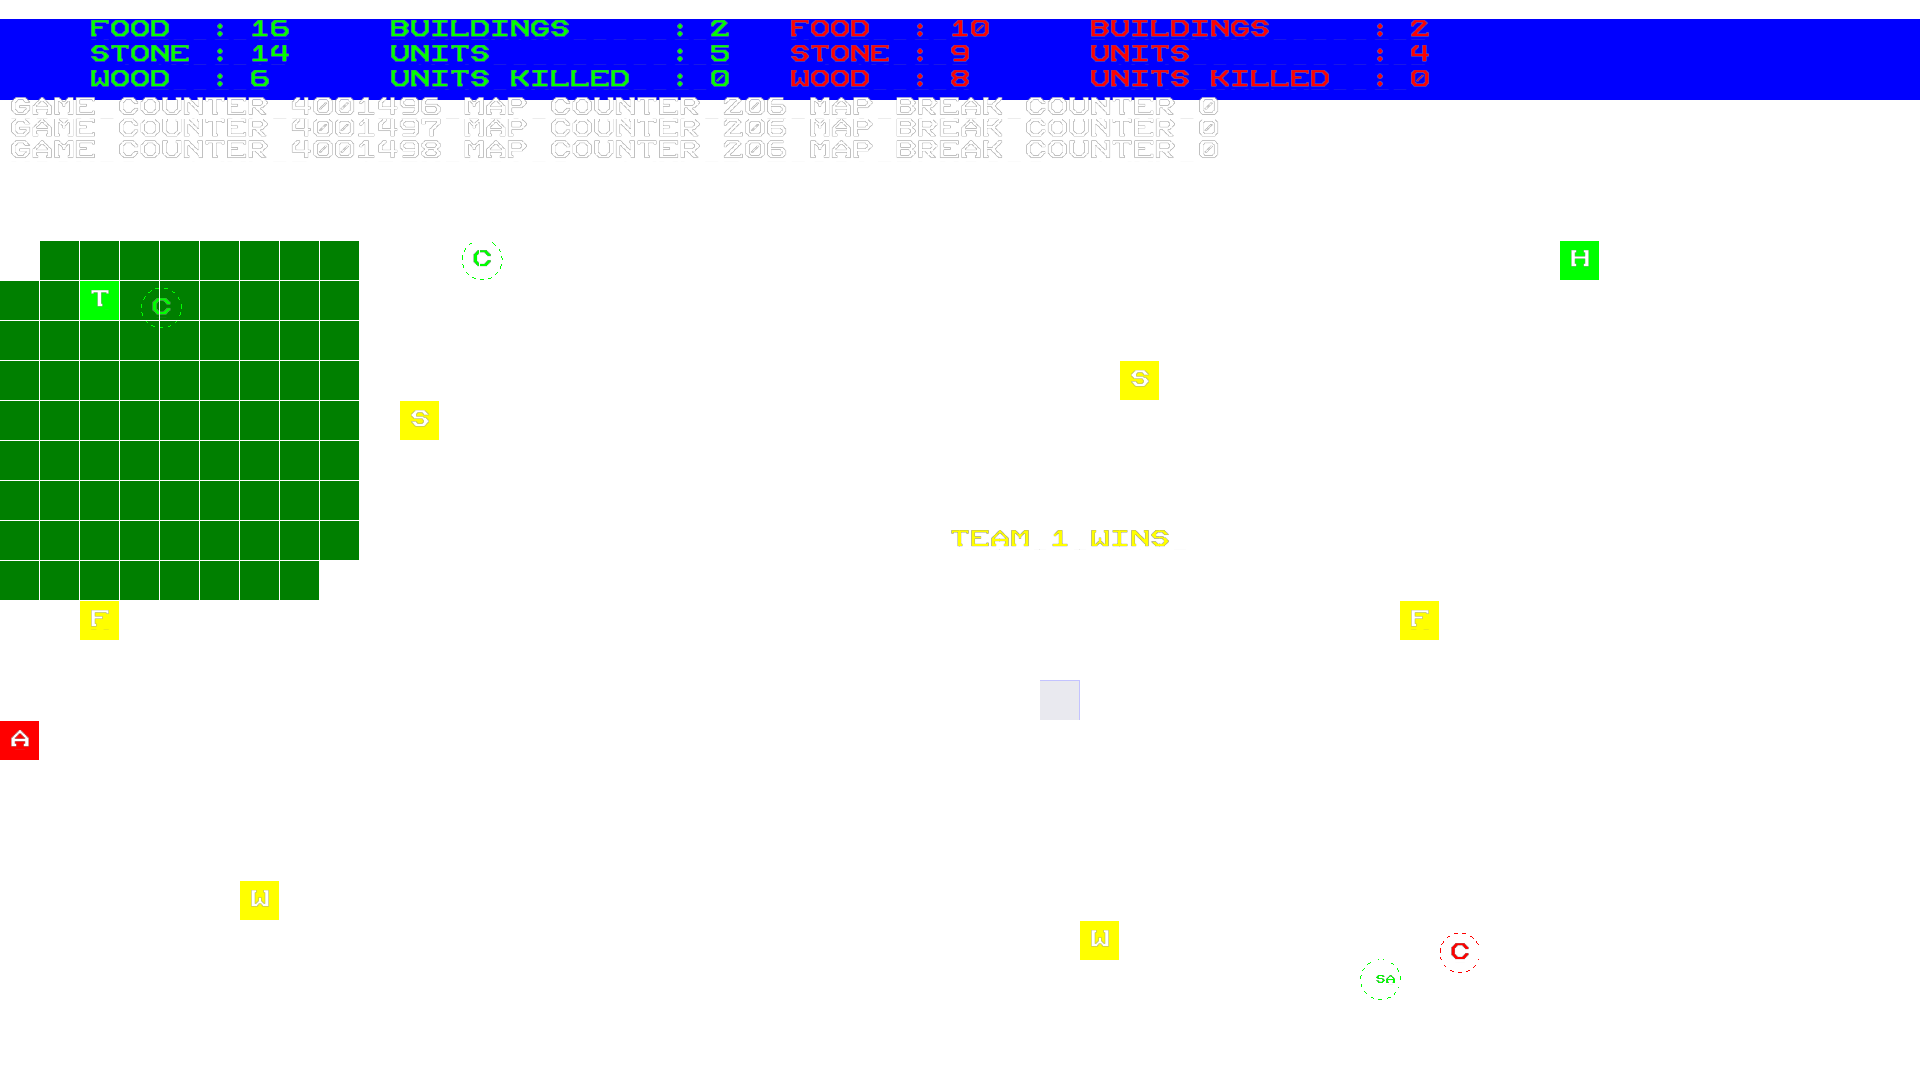 FOOD : 16 BUILDINGS : 2 FOOD : 10 BUILDINGS : 2
STONE : 14 UNITS : 5 STONE : 9 UNITS : 4
WOOD : 6 UNITS KILLED : 0 WOOD : 8 UNITS KILLED : 0
GAME COUNTER 4001496 MAP COUNTER 206 MAP BREAK COUNTER 0
GAME COUNTER 4001497 MAP COUNTER 206 MAP BREAK COUNTER 0
GAME COUNTER 4001498 MAP COUNTER 206 MAP BREAK COUNTER 0
C H
T C
S
S
TEAM 1 WINS
F F
A
W
W
C
SA